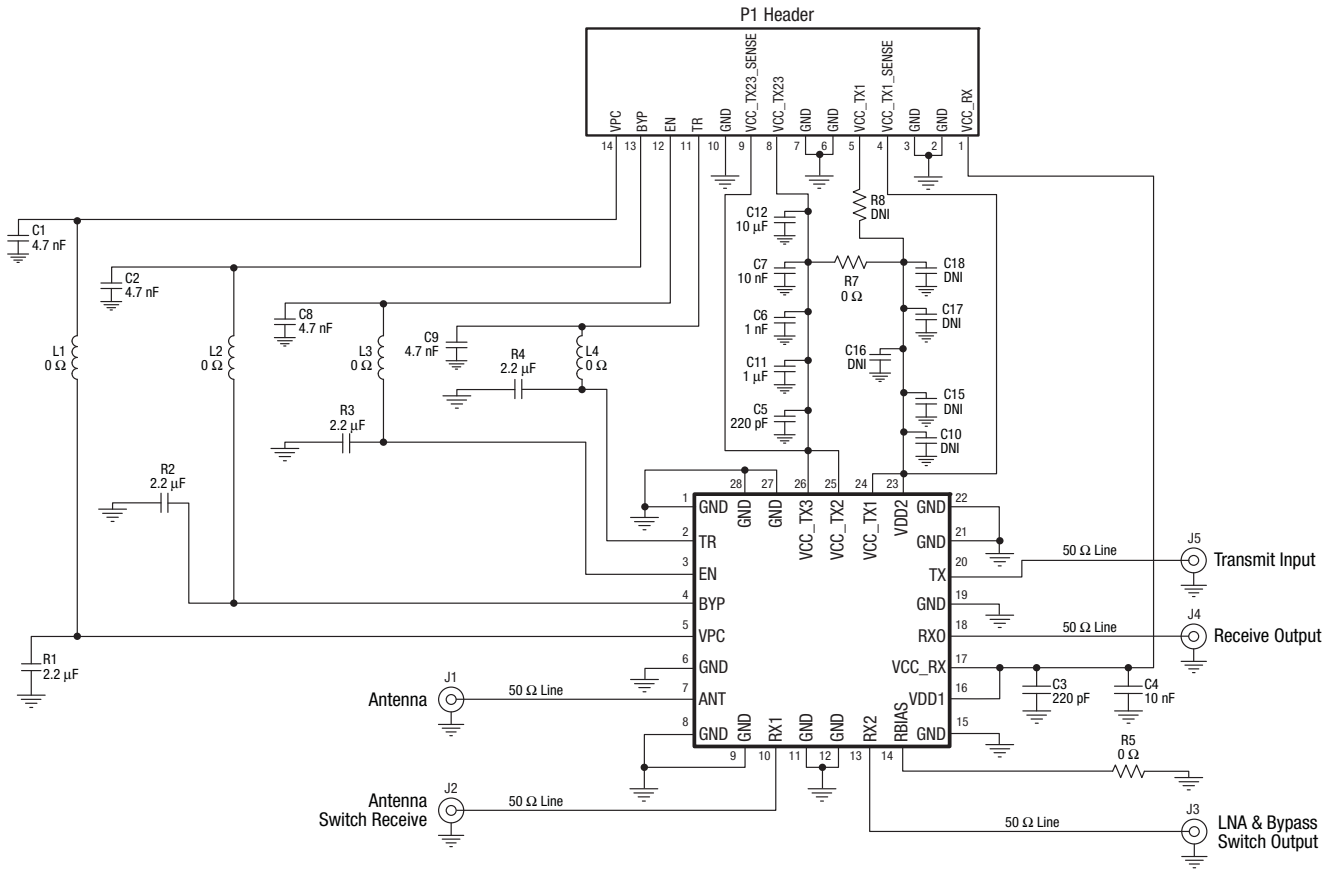 P1 Header
VPC
BYP
EN
TR
GND
VCC_TX23_SENSE
VCC_TX23
GND
GND
VCC_TX1
VCC_TX1_SENSE
GND
GND
VCC_RX
14 13 12 11 10 9 8 7 6 5 4 3 2 1
C1
4.7 nF
C2
4.7 nF
C8
4.7 nF
C9
4.7 nF
L1
0 Ω
L2
0 Ω
L3
0 Ω
L4
0 Ω
R4
2.2 µF
R3
2.2 µF
R2
2.2 µF
R1
2.2 µF
C12
10 µF
C7
10 nF
C6
1 nF
C11
1 µF
C5
220 pF
R8
DNI
R7
0 Ω
C18
DNI
C17
DNI
C16
DNI
C15
DNI
C10
DNI
28 27 26 25 24 23
GND
GND
VCC_TX3
VCC_TX2
VCC_TX1
VDD2
1 GND
2 TR
3 EN
4 BYP
5 VPC
6 GND
7 ANT
8 GND
GND 22
GND 21
TX 20
GND 19
RXO 18
VCC_RX 17
VDD1 16
GND 15
GND
RX1
GND
GND
RX2
RBIAS
9 10 11 12 13 14
J1
Antenna
50 Ω Line
J2
Antenna
Switch Receive
50 Ω Line
J5
50 Ω Line
Transmit Input
J4
50 Ω Line
Receive Output
C3
220 pF
C4
10 nF
R5
0 Ω
J3
50 Ω Line
LNA & Bypass
Switch Output